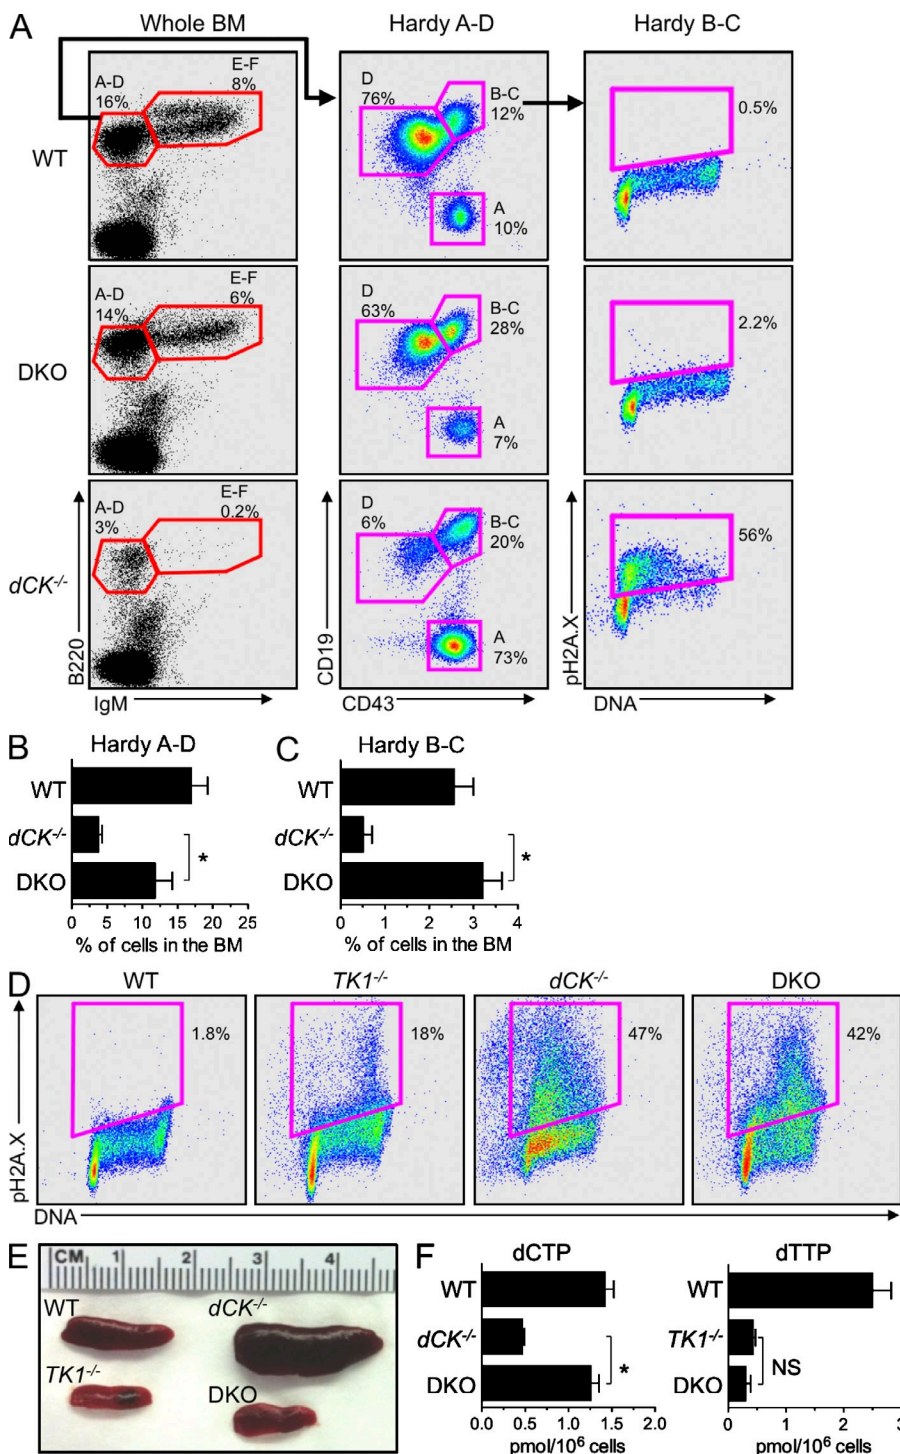 A
Whole BM
Hardy A-D
Hardy B-C
WT
A-D
16%
E-F
8%
D
76%
B-C
12%
A
10%
0.5%
DKO
A-D
14%
E-F
6%
D
63%
B-C
28%
A
7%
2.2%
dCK-/-
A-D
3%
E-F
0.2%
D
6%
B-C
20%
A
73%
56%
B220
IgM
CD19
CD43
pH2A.X
DNA
B
Hardy A-D
WT
dCK-/-
DKO
*
0 5 10 15 20 25
% of cells in the BM
C
Hardy B-C
WT
dCK-/-
DKO
*
0 1 2 3 4
% of cells in the BM
D
WT
TK1-/-
dCK-/-
DKO
1.8%
18%
47%
42%
pH2A.X
DNA
E
CM 1 2 3 4
WT
dCK-/-
TK1-/-
DKO
F
dCTP
WT
dCK-/-
DKO
*
0.0 0.5 1.0 1.5 2.0
pmol/10⁶ cells
dTTP
WT
TK1-/-
DKO
NS
0 1 2 3
pmol/10⁶ cells